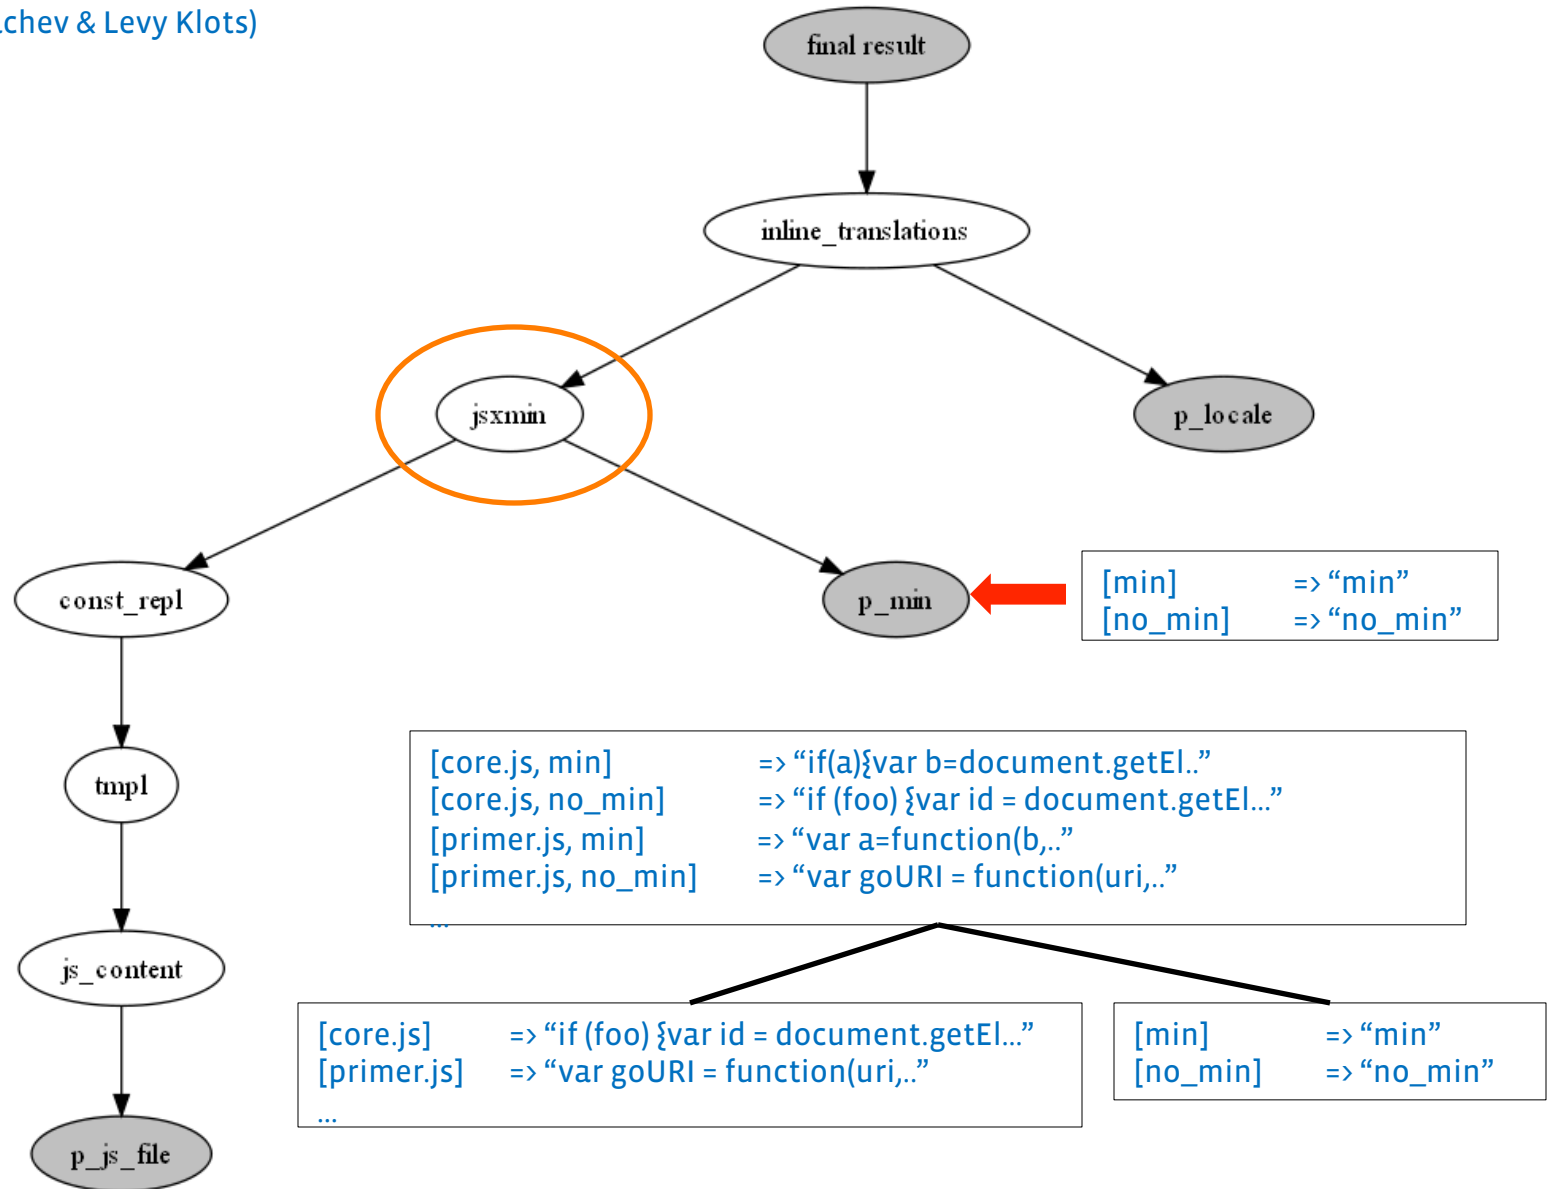 & Levy Klots)
final result
inline_translations
jsxmin
p_locale
const_repl
p_min
[min] => “min”
[no_min] => “no_min”
tmpl
[core.js, min] => “if(a){var b=document.getEl..”
[core.js, no_min] => “if (foo) {var id = document.getEl...”
[primer.js, min] => “var a=function(b,..”
[primer.js, no_min] => “var goURI = function(uri,..”
...
js_content
[core.js] => “if (foo) {var id = document.getEl...”
[primer.js] => “var goURI = function(uri,..”
...
[min] => “min”
[no_min] => “no_min”
p_js_file